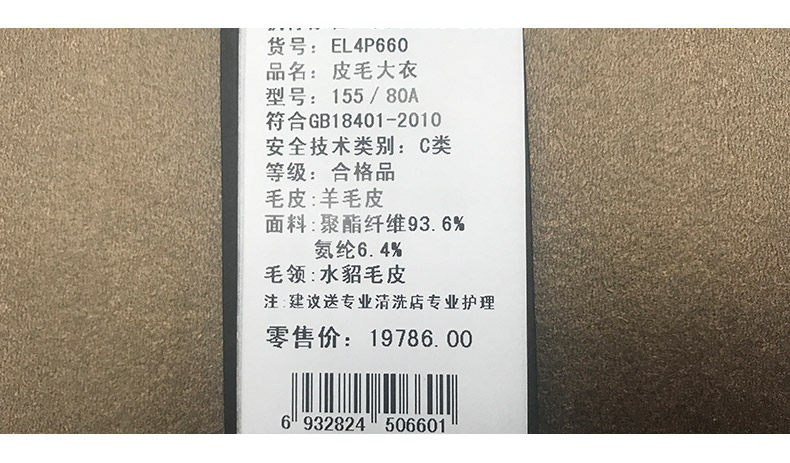 货号：EL4P660
品名：皮毛大衣
型号：155/80A
符合GB18401-2010
安全技术类别：C类
等级：合格品
毛皮:羊毛皮
面料:聚酯纤维93.6%
氨纶6.4%
毛领:水貂毛皮
注:建议送专业清洗店专业护理
零售价：19786.00
6 932824 506601